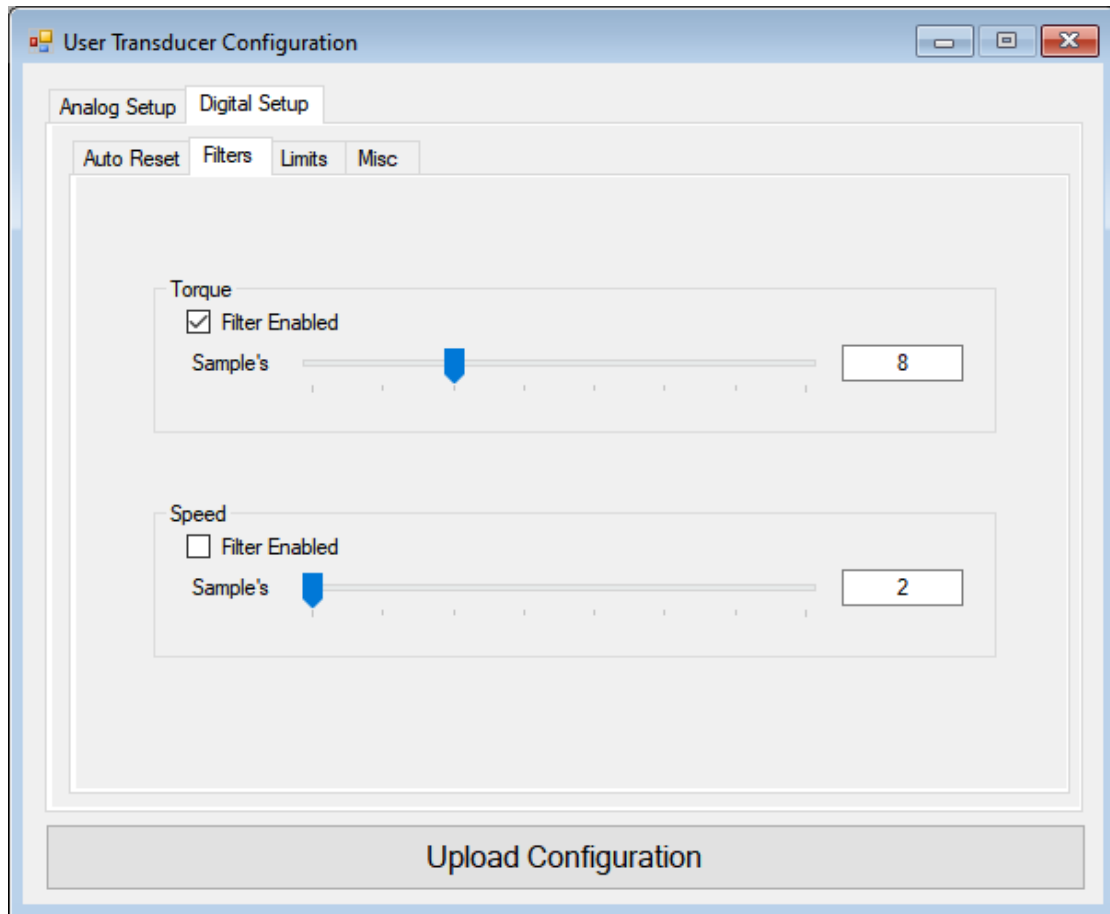 User Transducer Configuration
Analog Setup Digital Setup
Auto Reset Filters Limits Misc
Torque
Filter Enabled
Sample's 8
Speed
Filter Enabled
Sample's 2
Upload Configuration